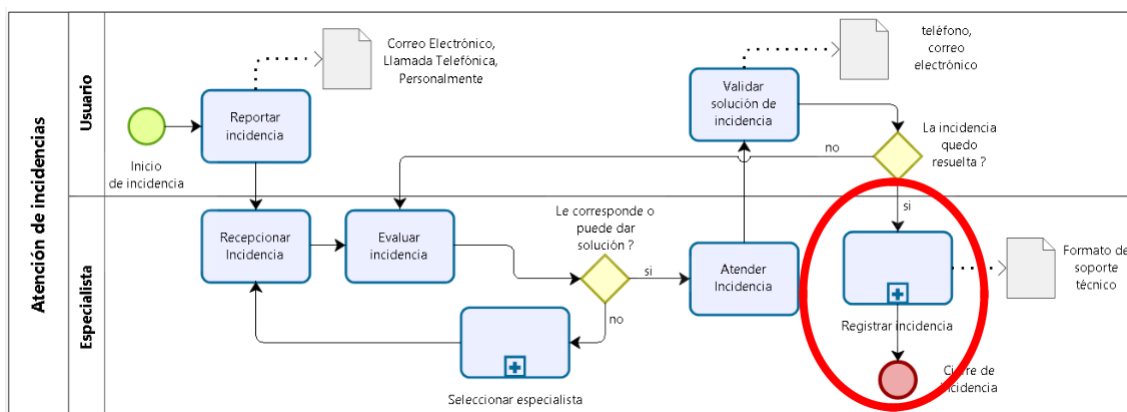 Atención de incidencias
Usuario
Especialista
Inicio
de incidencia
Reportar
incidencia
Correo Electrónico,
Llamada Telefónica,
Personalmente
Validar
solución de
incidencia
teléfono,
correo
electrónico
La incidencia
quedo
resuelta ?
no
si
Recepcionar
Incidencia
Evaluar
incidencia
Le corresponde o
puede dar
solución ?
si
no
Atender
Incidencia
Seleccionar especialista
Registrar incidencia
Formato de
soporte
técnico
Cierre de
incidencia